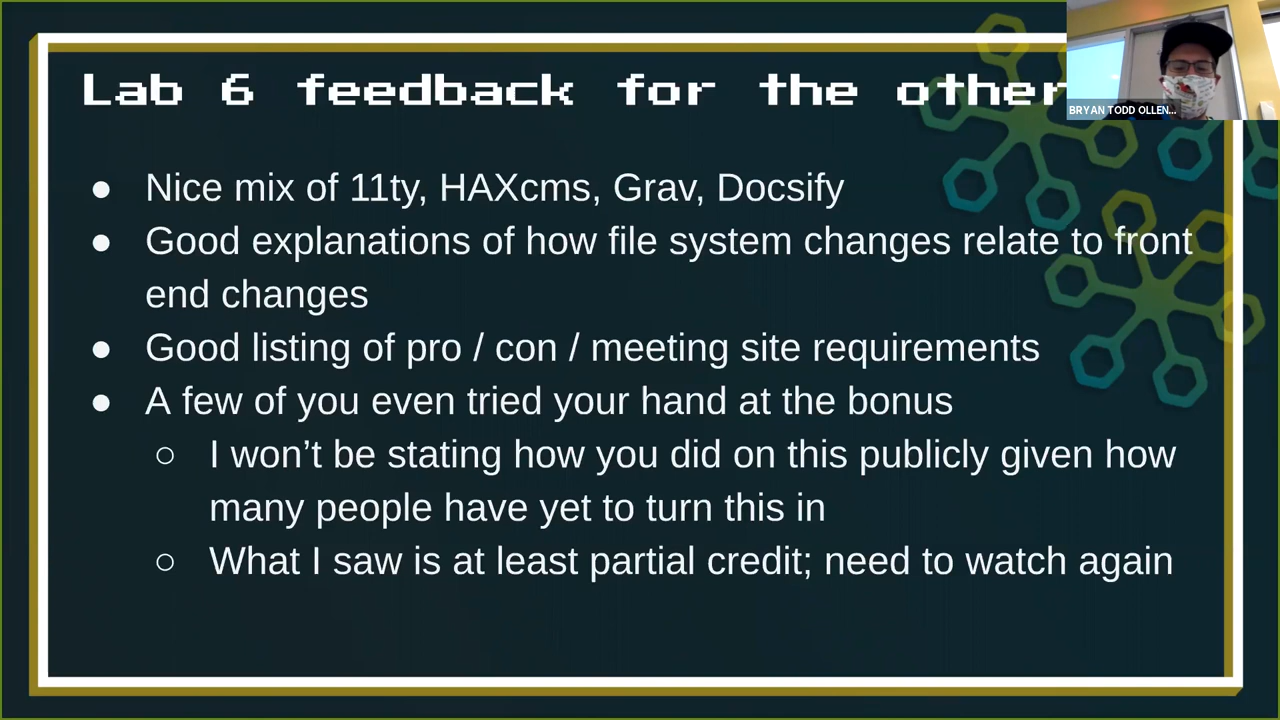 Lab 6 feedback for the other
BRYAN TODD OLLEN...
● Nice mix of 11ty, HAXcms, Grav, Docsify
● Good explanations of how file system changes relate to front
end changes
● Good listing of pro / con / meeting site requirements
● A few of you even tried your hand at the bonus
○ I won’t be stating how you did on this publicly given how
many people have yet to turn this in
○ What I saw is at least partial credit; need to watch again